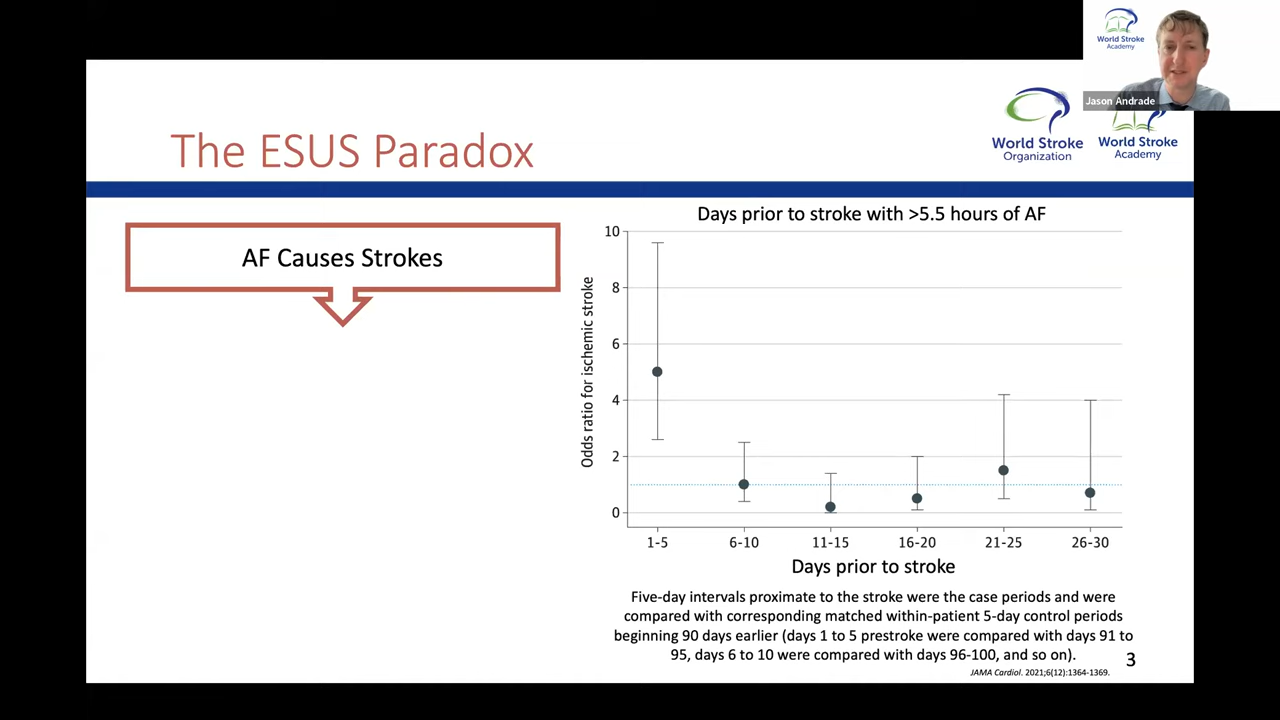 World Stroke
Academy
Jason Andrade
The ESUS Paradox
World Stroke
Organization
World Stroke
Academy
AF Causes Strokes
Days prior to stroke with >5.5 hours of AF
Odds ratio for ischemic stroke
10
8
6
4
2
0
1-5 6-10 11-15 16-20 21-25 26-30
Days prior to stroke
Five-day intervals proximate to the stroke were the case periods and were
compared with corresponding matched within-patient 5-day control periods
beginning 90 days earlier (days 1 to 5 prestroke were compared with days 91 to
95, days 6 to 10 were compared with days 96-100, and so on).
3
JAMA Cardiol. 2021;6(12):1364-1369.